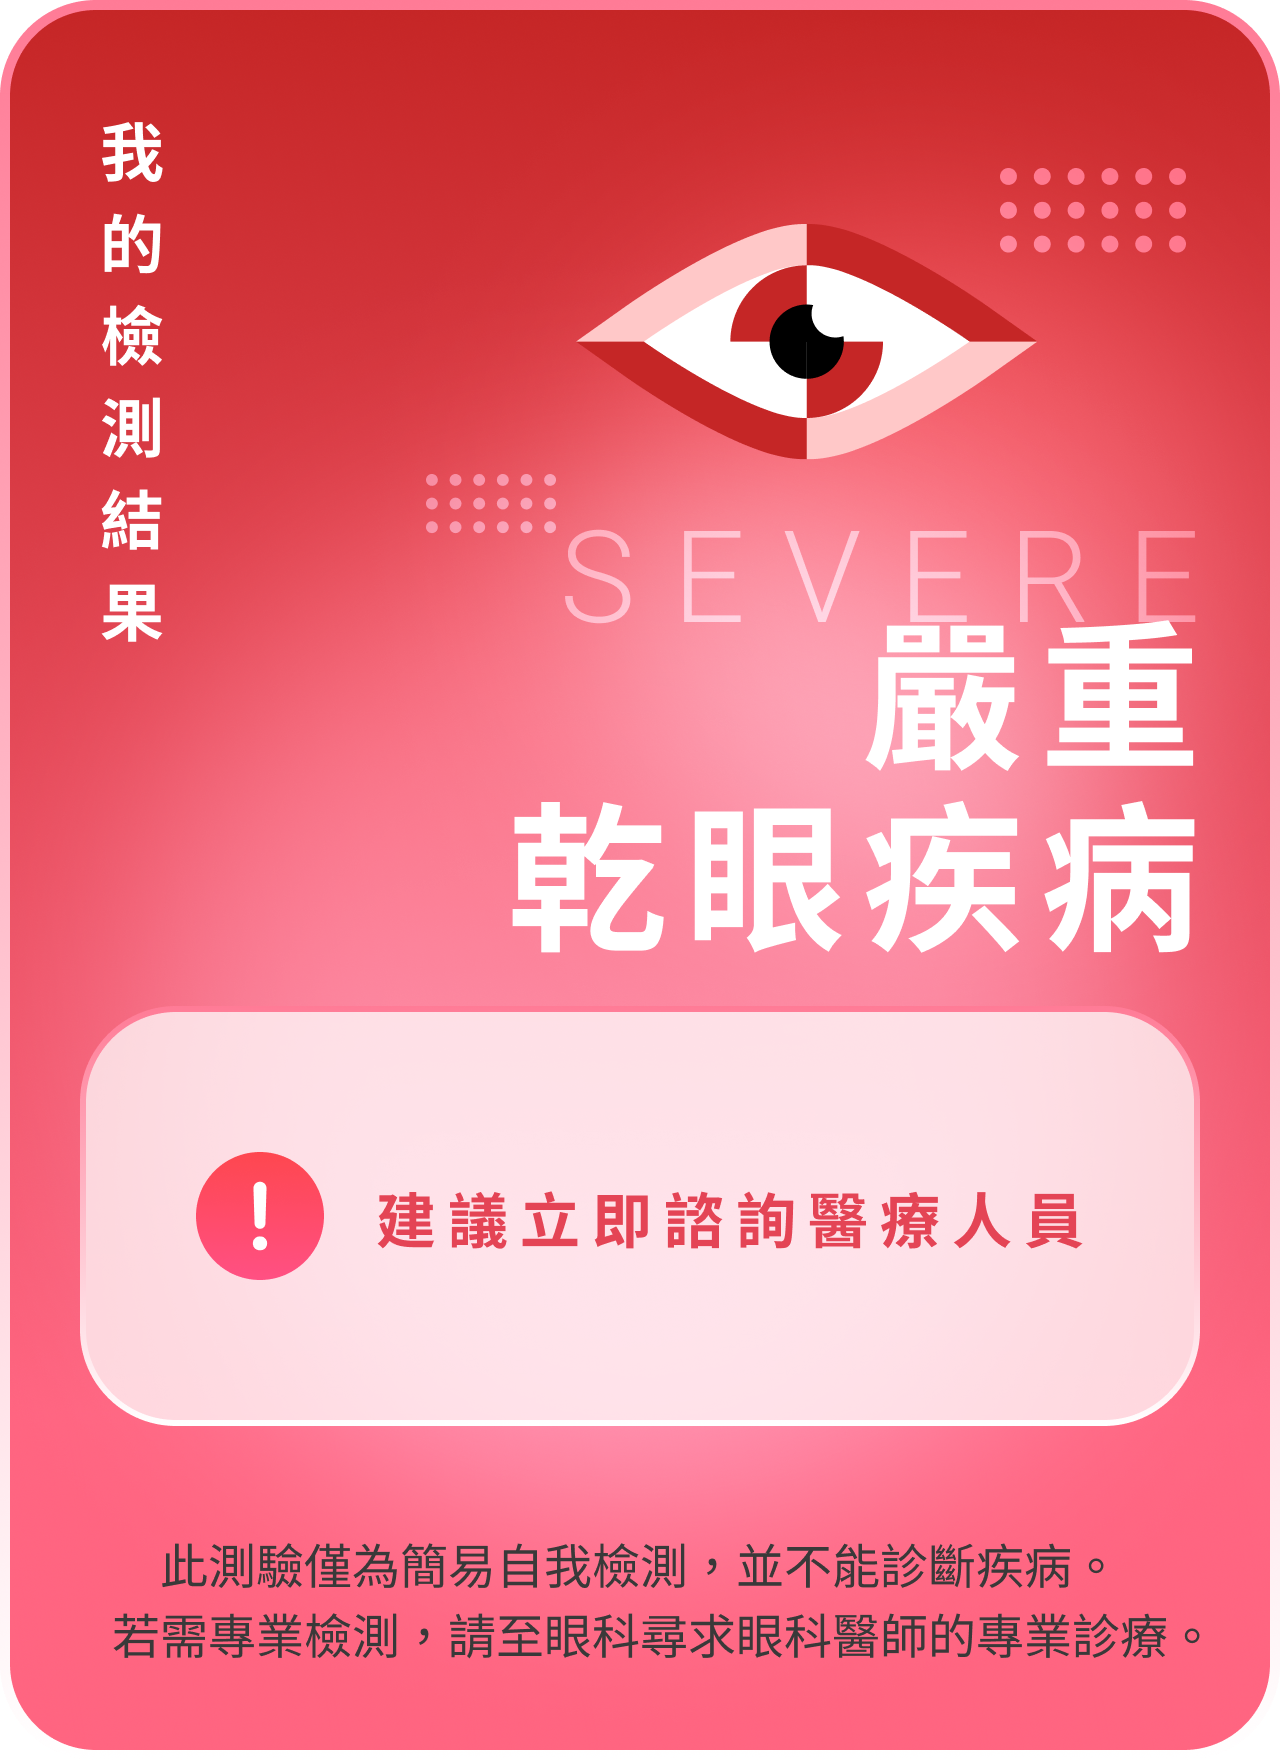 我的檢測結果
SEVERE
嚴重
乾眼疾病
建議立即諮詢醫療人員
此測驗僅為簡易自我檢測，並不能診斷疾病。
若需專業檢測，請至眼科尋求眼科醫師的專業診療。